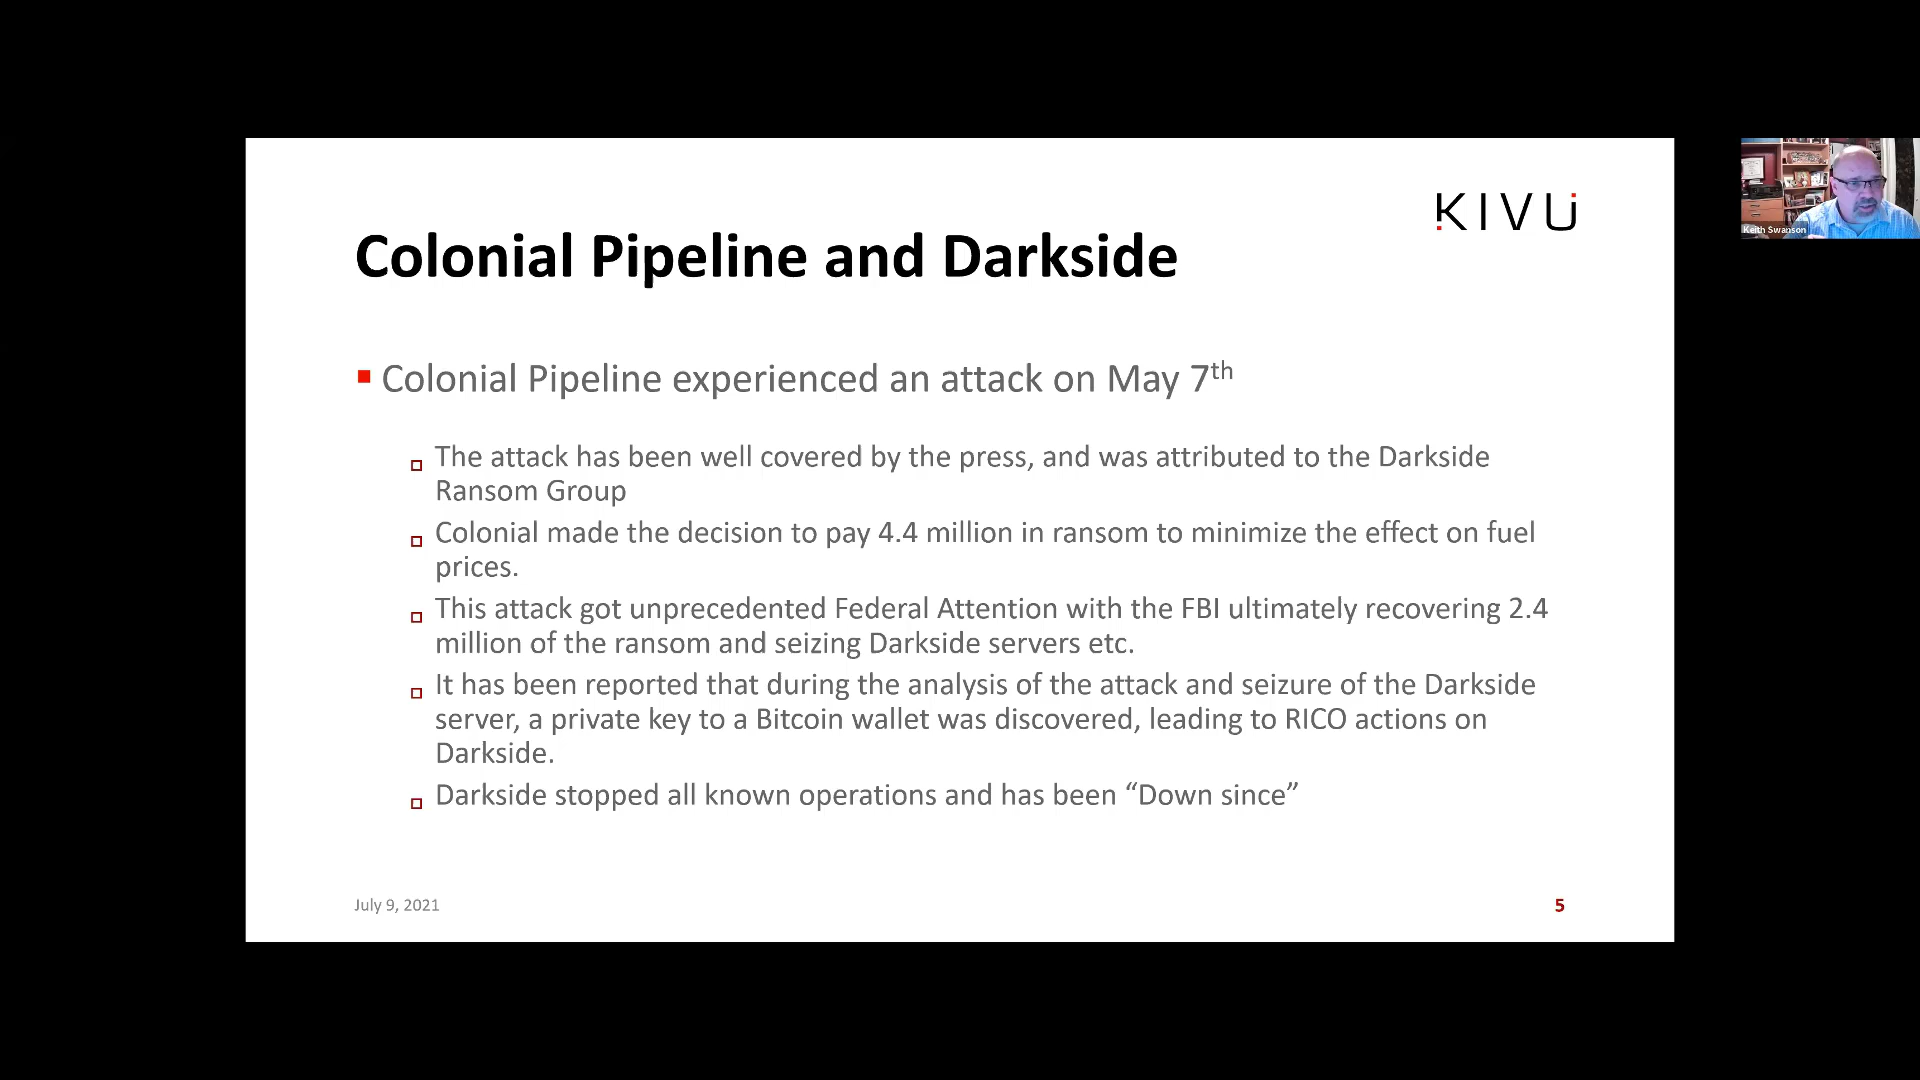 KIVU
Colonial Pipeline and Darkside
Colonial Pipeline experienced an attack on May 7th
The attack has been well covered by the press, and was attributed to the Darkside
Ransom Group
Colonial made the decision to pay 4.4 million in ransom to minimize the effect on fuel
prices.
This attack got unprecedented Federal Attention with the FBI ultimately recovering 2.4
million of the ransom and seizing Darkside servers etc.
It has been reported that during the analysis of the attack and seizure of the Darkside
server, a private key to a Bitcoin wallet was discovered, leading to RICO actions on
Darkside.
Darkside stopped all known operations and has been “Down since”
July 9, 2021
5
Keith Swanson